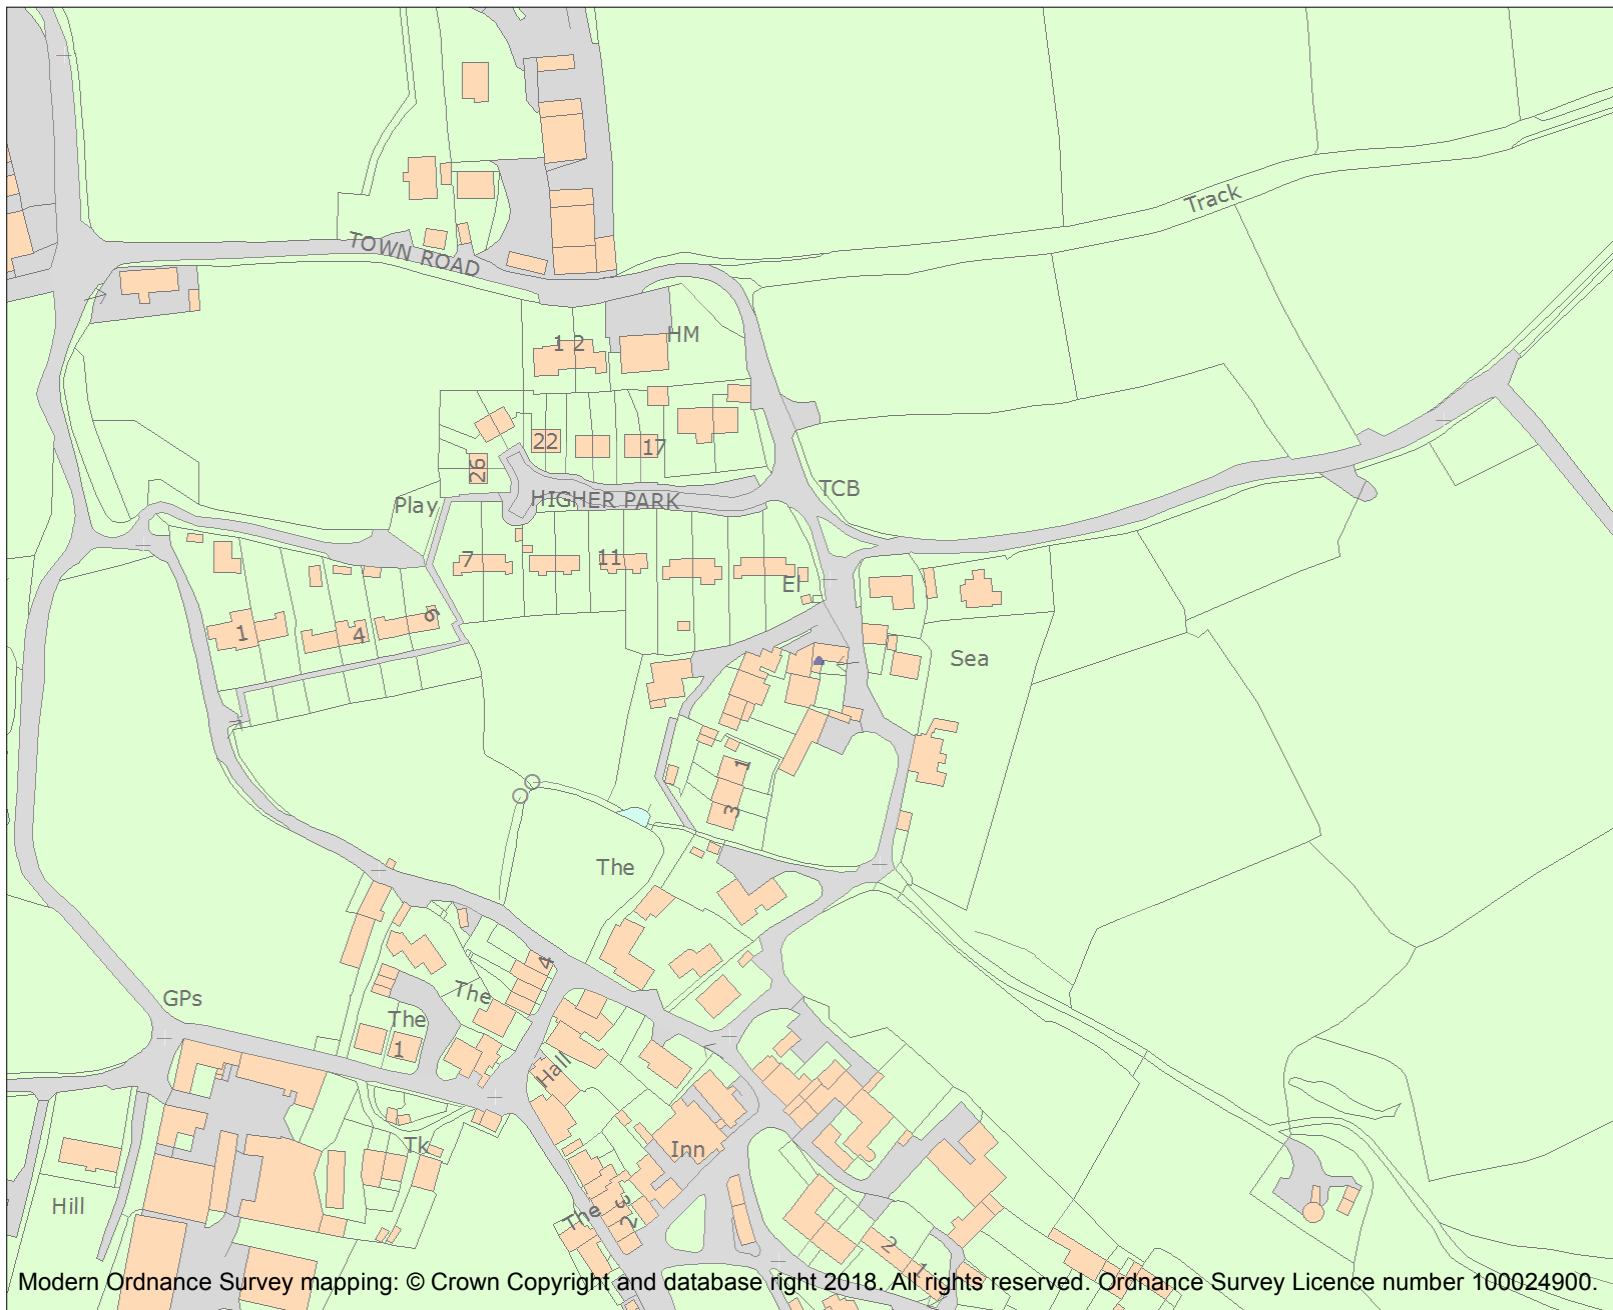 Track
TOWN ROAD
HM
1 2
22
17
26
TCB
Play
HIGHER PARK
7
11
El
1
4
6
Sea
1
3
The
4
The
GPs
The
1
Hall
Tk
Inn
Hill
The
3
2
2
1
Modern Ordnance Survey mapping: © Crown Copyright and database right 2018. All rights reserved. Ordnance Survey Licence number 100024900.